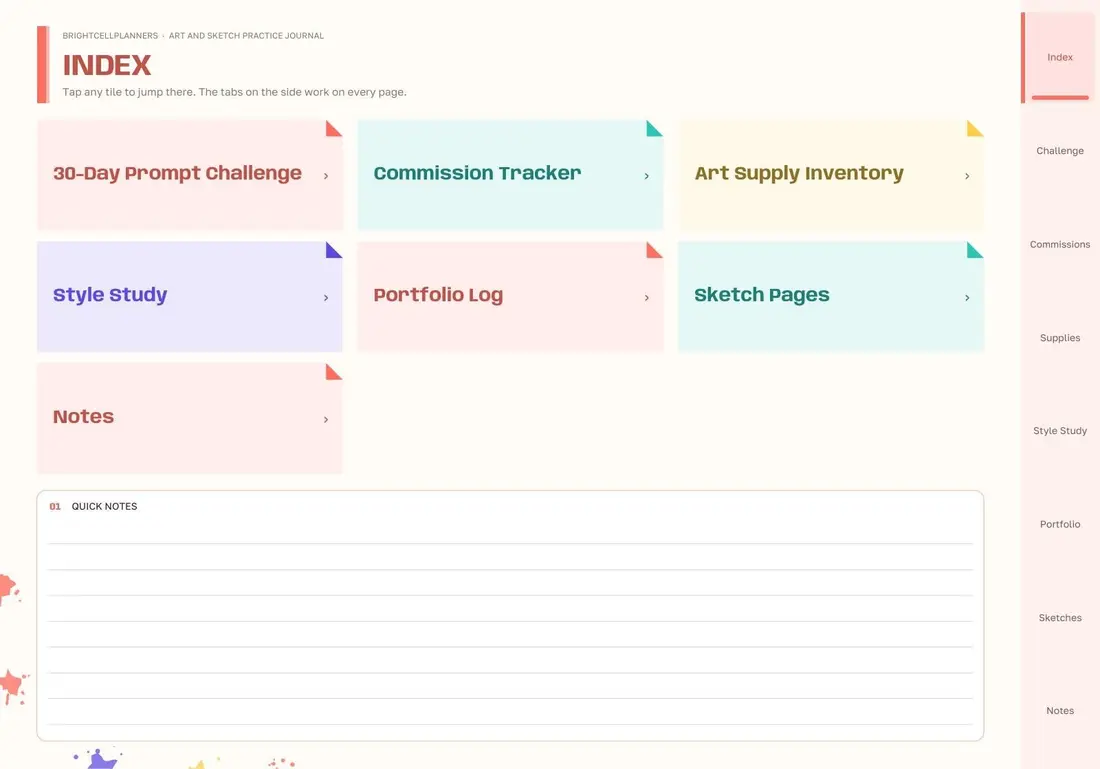 BRIGHTCELLPLANNERS · ART AND SKETCH PRACTICE JOURNAL
INDEX
Tap any tile to jump there. The tabs on the side work on every page.
30-Day Prompt Challenge ›
Commission Tracker ›
Art Supply Inventory ›
Style Study ›
Portfolio Log ›
Sketch Pages ›
Notes ›
01 QUICK NOTES
Index
Challenge
Commissions
Supplies
Style Study
Portfolio
Sketches
Notes